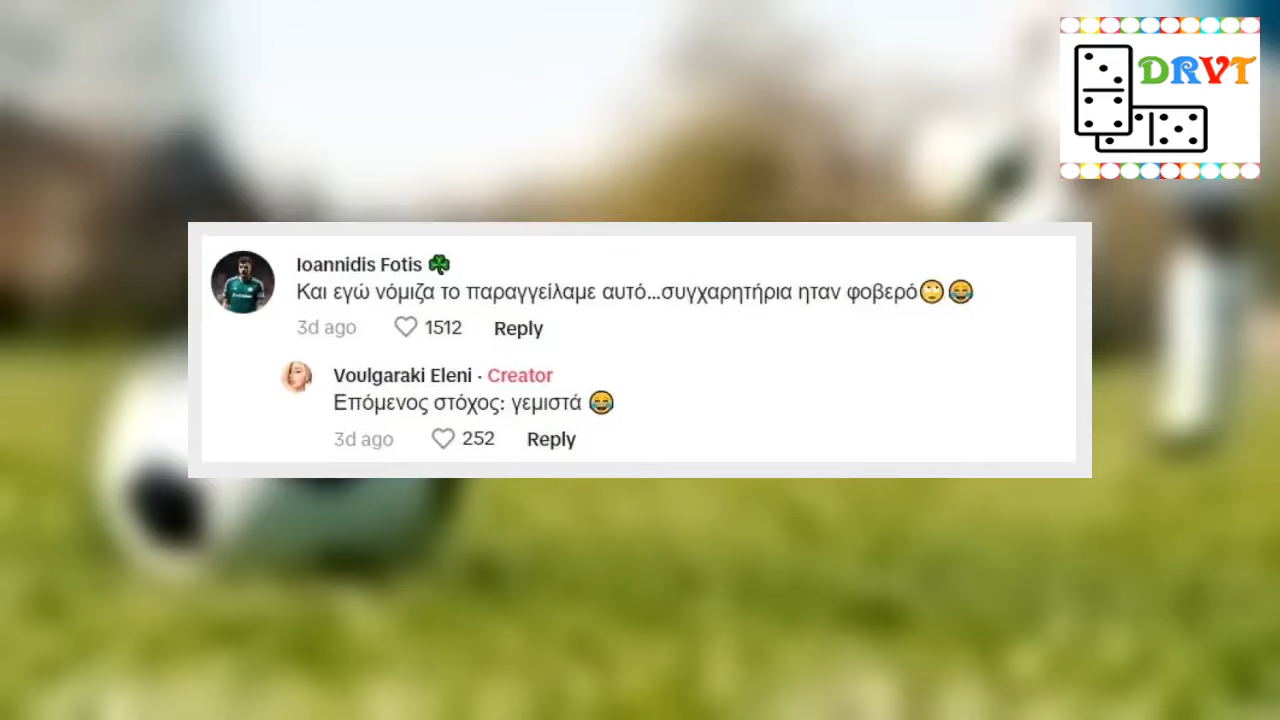 DRVT
Ioannidis Fotis ☘
Και εγώ νόμιζα το παραγγείλαμε αυτό...συγχαρητήρια ηταν φοβερό🙄😂
3d ago 1512 Reply
Voulgaraki Eleni · Creator
Επόμενος στόχος: γεμιστά 😂
3d ago 252 Reply